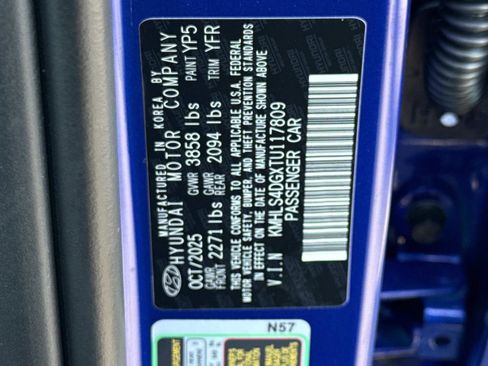 MANUFACTURED IN KOREA BY
HYUNDAI MOTOR COMPANY
OCT/2025 GVWR 3858 lbs PAINT YP5
GAWR FRONT 2271 lbs GAWR REAR 2094 lbs TRIM YFR
THIS VEHICLE CONFORMS TO ALL APPLICABLE U.S.A. FEDERAL
MOTOR VEHICLE SAFETY, BUMPER, AND THEFT PREVENTION STANDARDS
IN EFFECT ON THE DATE OF MANUFACTURE SHOWN ABOVE
V.I.N KMHLS4DGXTU117809
PASSENGER CAR
N57